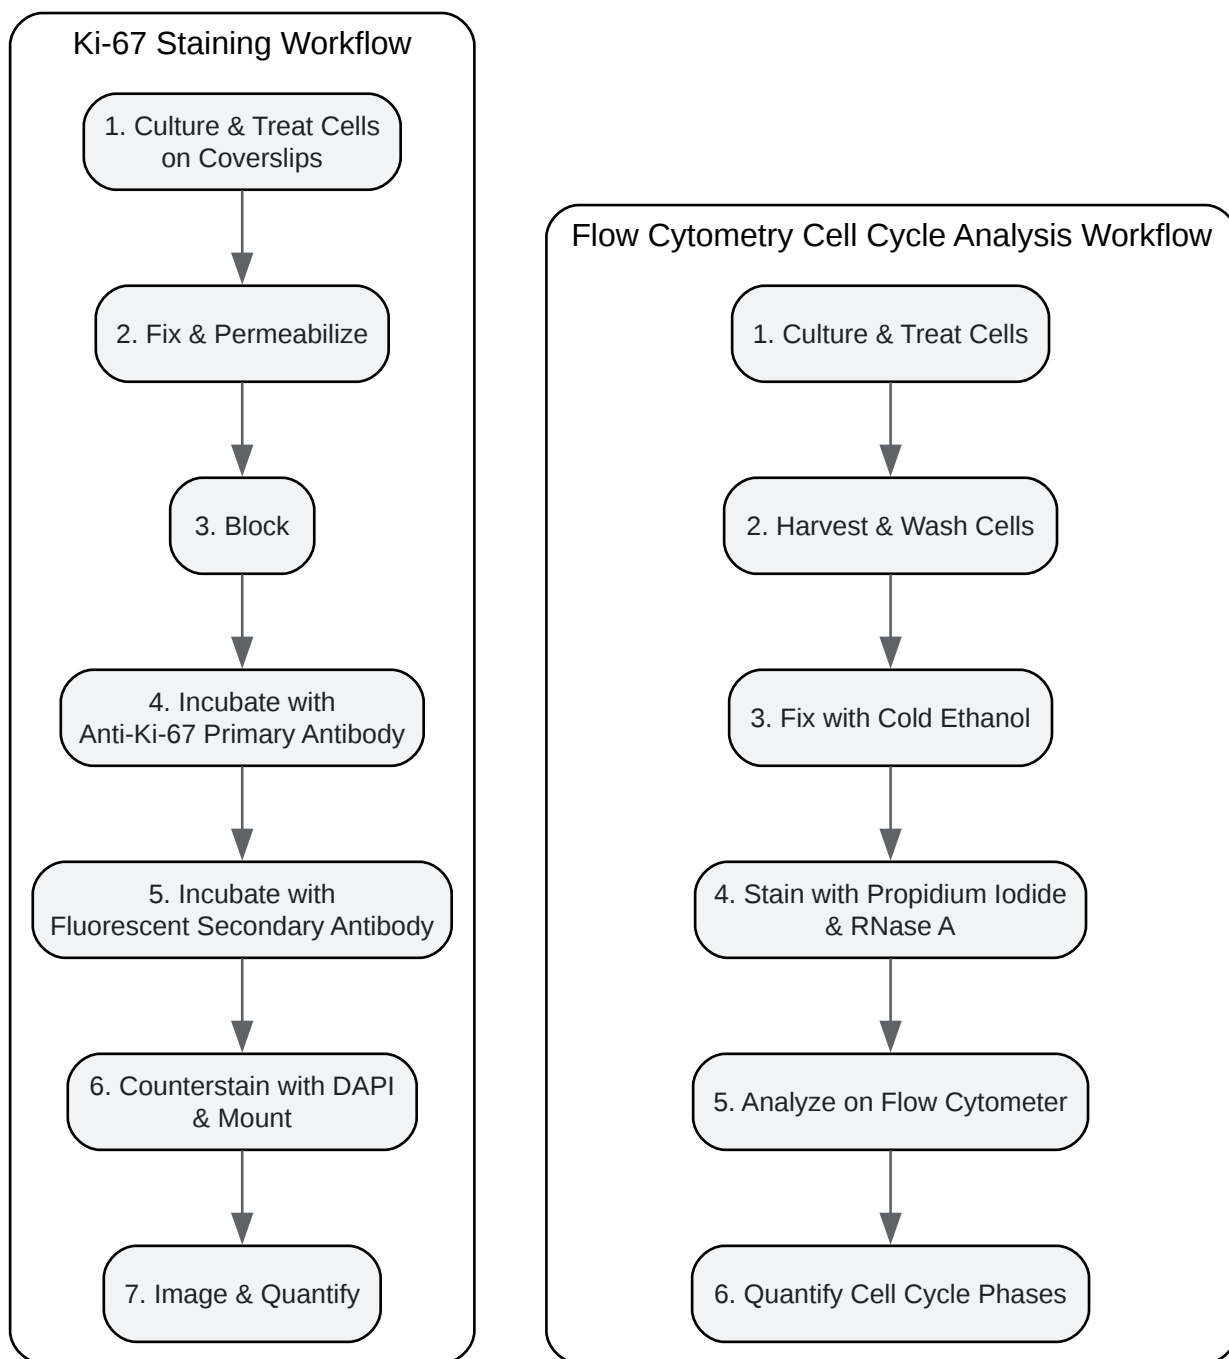 Ki-67 Staining Workflow
1. Culture & Treat Cells
on Coverslips
2. Fix & Permeabilize
3. Block
4. Incubate with
Anti-Ki-67 Primary Antibody
5. Incubate with
Fluorescent Secondary Antibody
6. Counterstain with DAPI
& Mount
7. Image & Quantify
Flow Cytometry Cell Cycle Analysis Workflow
1. Culture & Treat Cells
2. Harvest & Wash Cells
3. Fix with Cold Ethanol
4. Stain with Propidium Iodide
& RNase A
5. Analyze on Flow Cytometer
6. Quantify Cell Cycle Phases